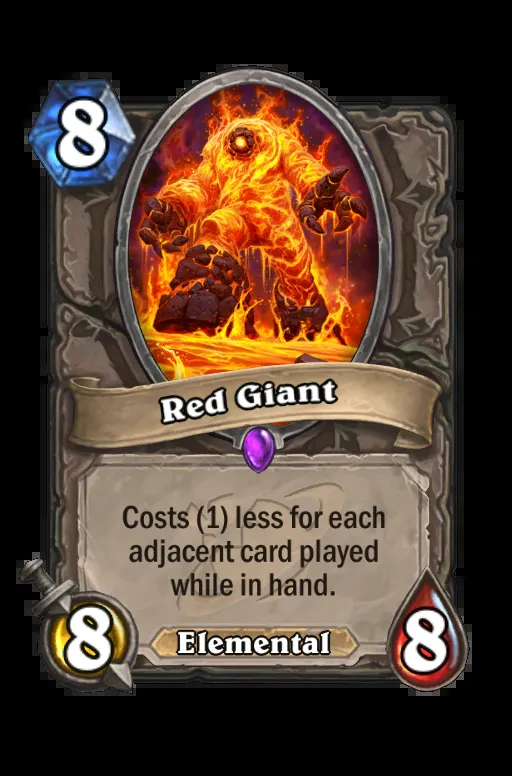 8
Red Giant
Costs (1) less for each
adjacent card played
while in hand.
8
Elemental
8